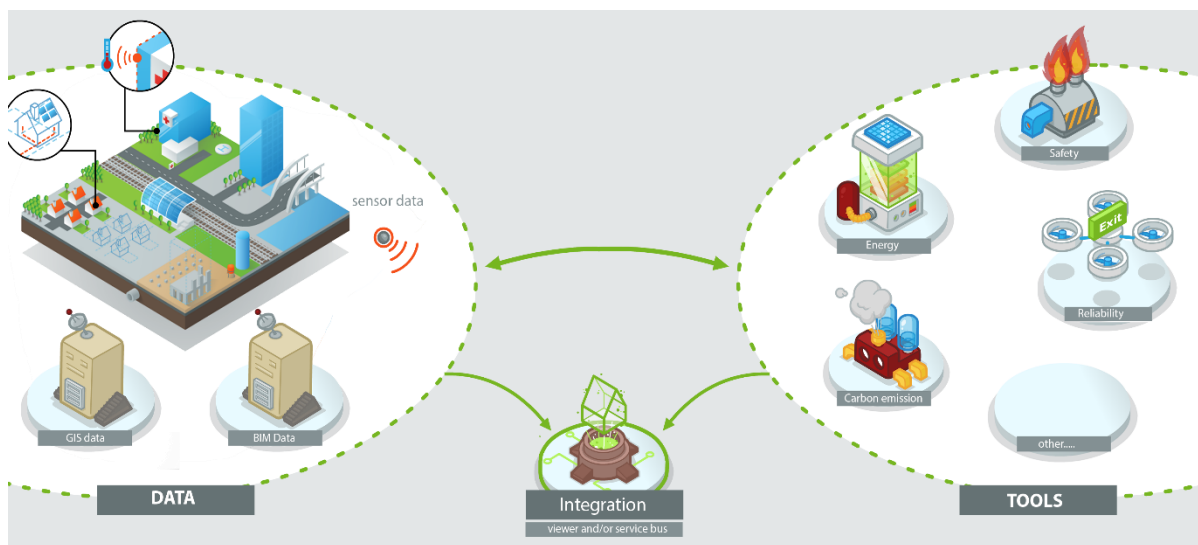 sensor data
GIS data
BIM Data
DATA
Integration
viewer and/or service bus
Safety
Energy
Exit
Reliability
Carbon emission
other.....
TOOLS